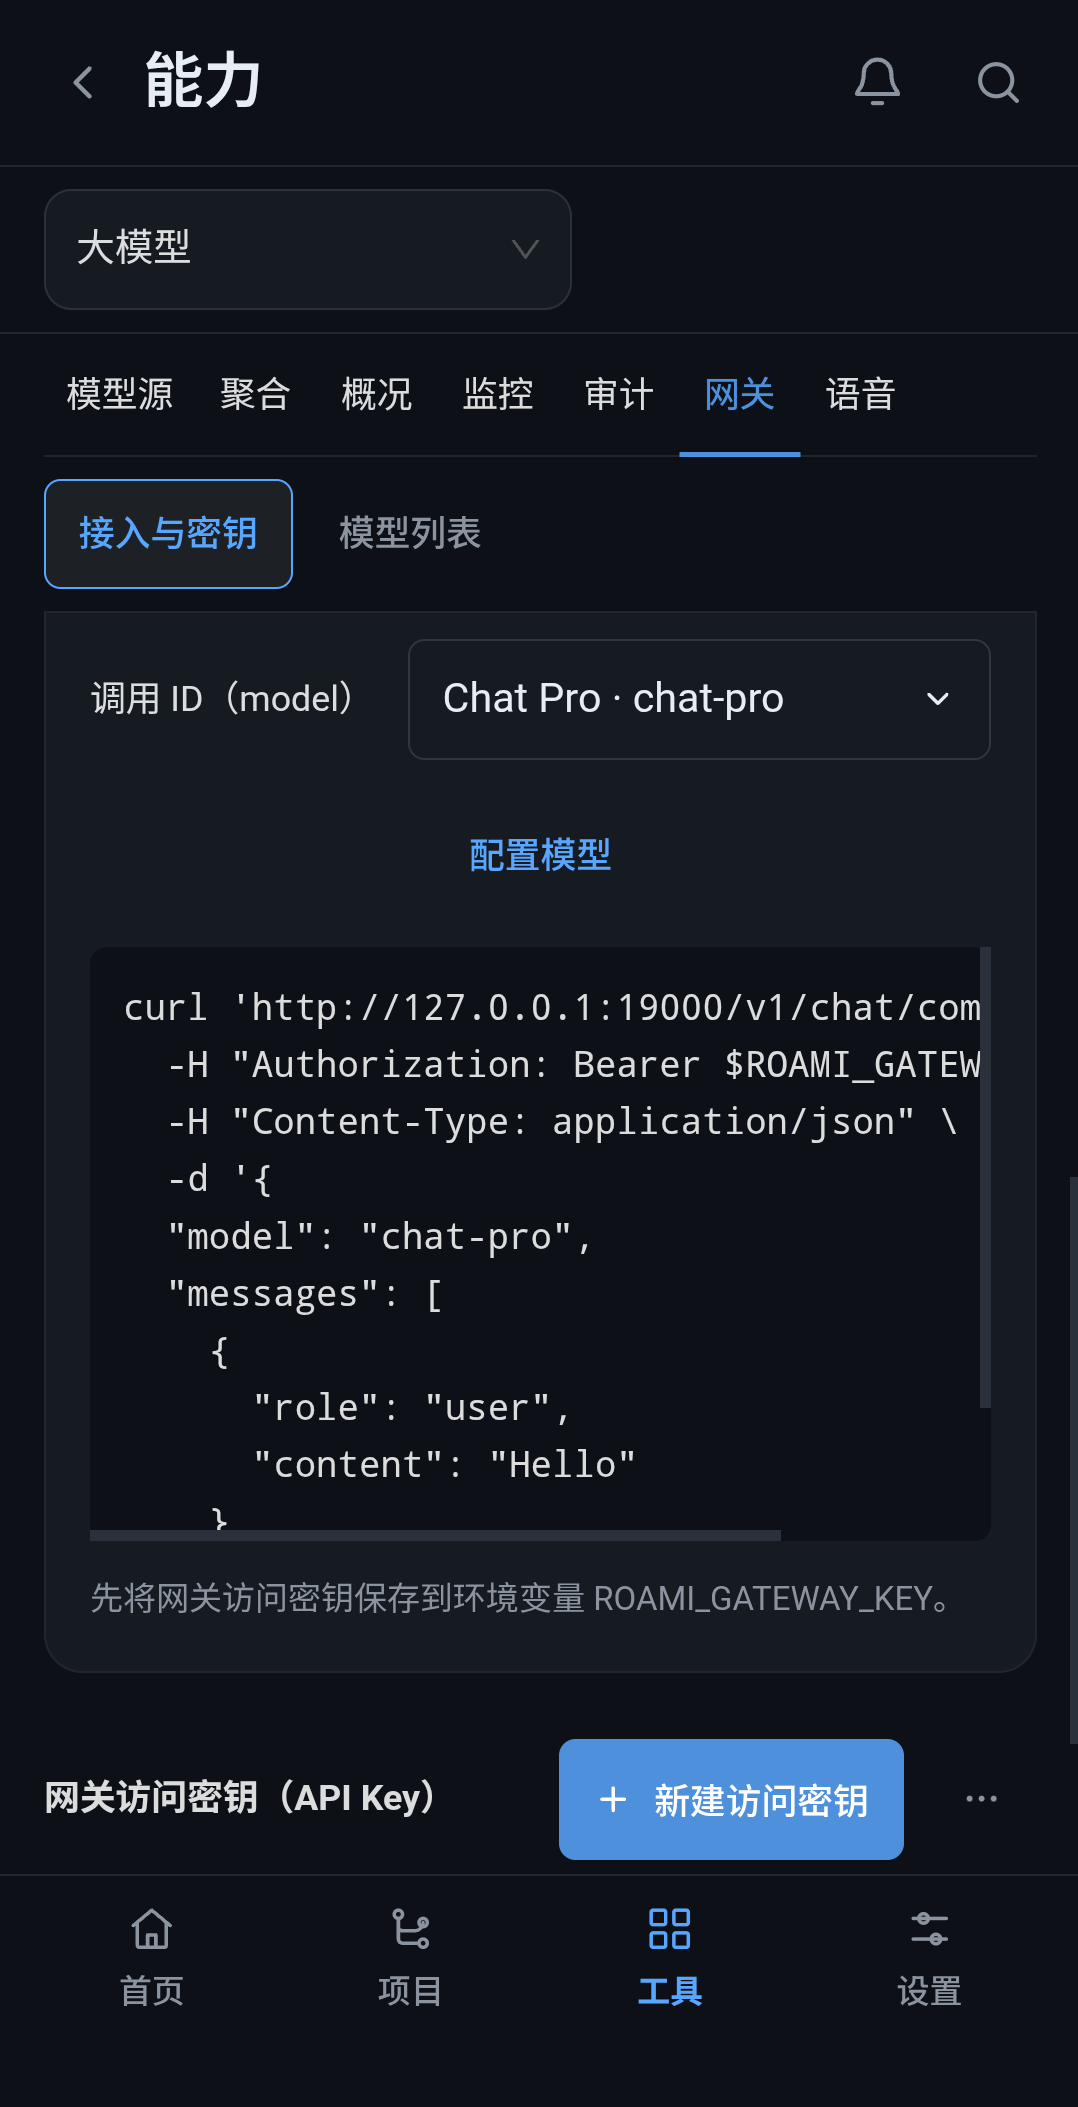 能力
大模型
模型源 聚合 概况 监控 审计 网关 语音
接入与密钥 模型列表
调用 ID（model） Chat Pro · chat-pro
配置模型
curl 'http://127.0.0.1:19000/v1/chat/com
-H "Authorization: Bearer $ROAMI_GATEW
-H "Content-Type: application/json" \
-d '{
"model": "chat-pro",
"messages": [
{
"role": "user",
"content": "Hello"
}
先将网关访问密钥保存到环境变量 ROAMI_GATEWAY_KEY。
网关访问密钥（API Key） + 新建访问密钥 ...
首页 项目 工具 设置